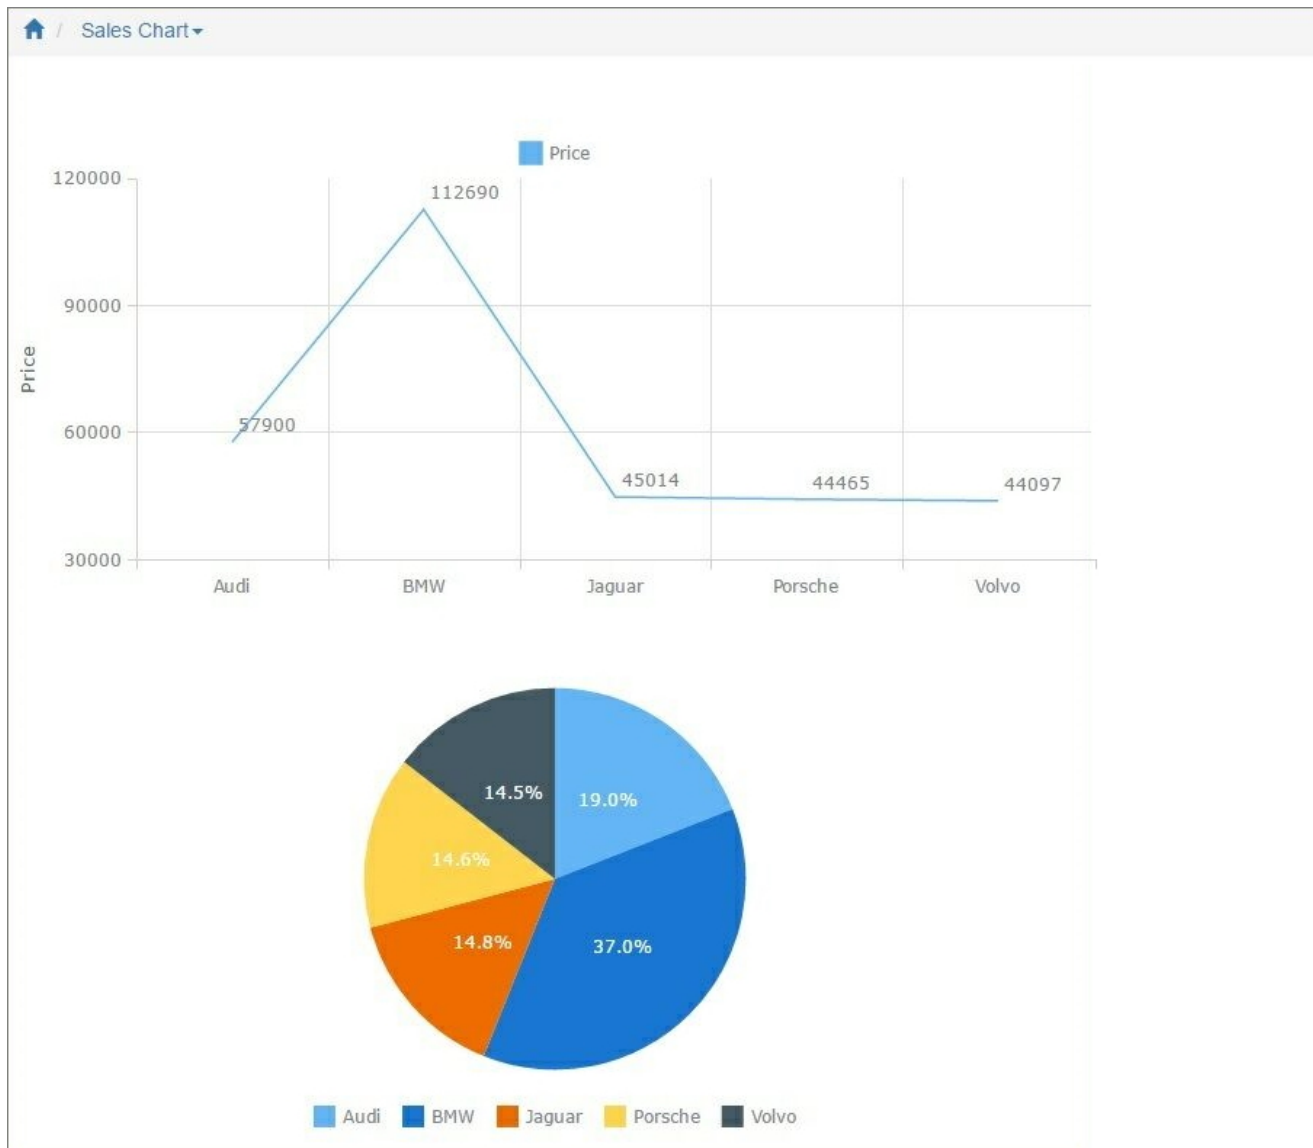 / Sales Chart
Price
120000
112690
90000
Price
57900
60000
45014 44465 44097
30000
Audi BMW Jaguar Porsche Volvo
14.5% 19.0%
14.6%
14.8% 37.0%
Audi BMW Jaguar Porsche Volvo